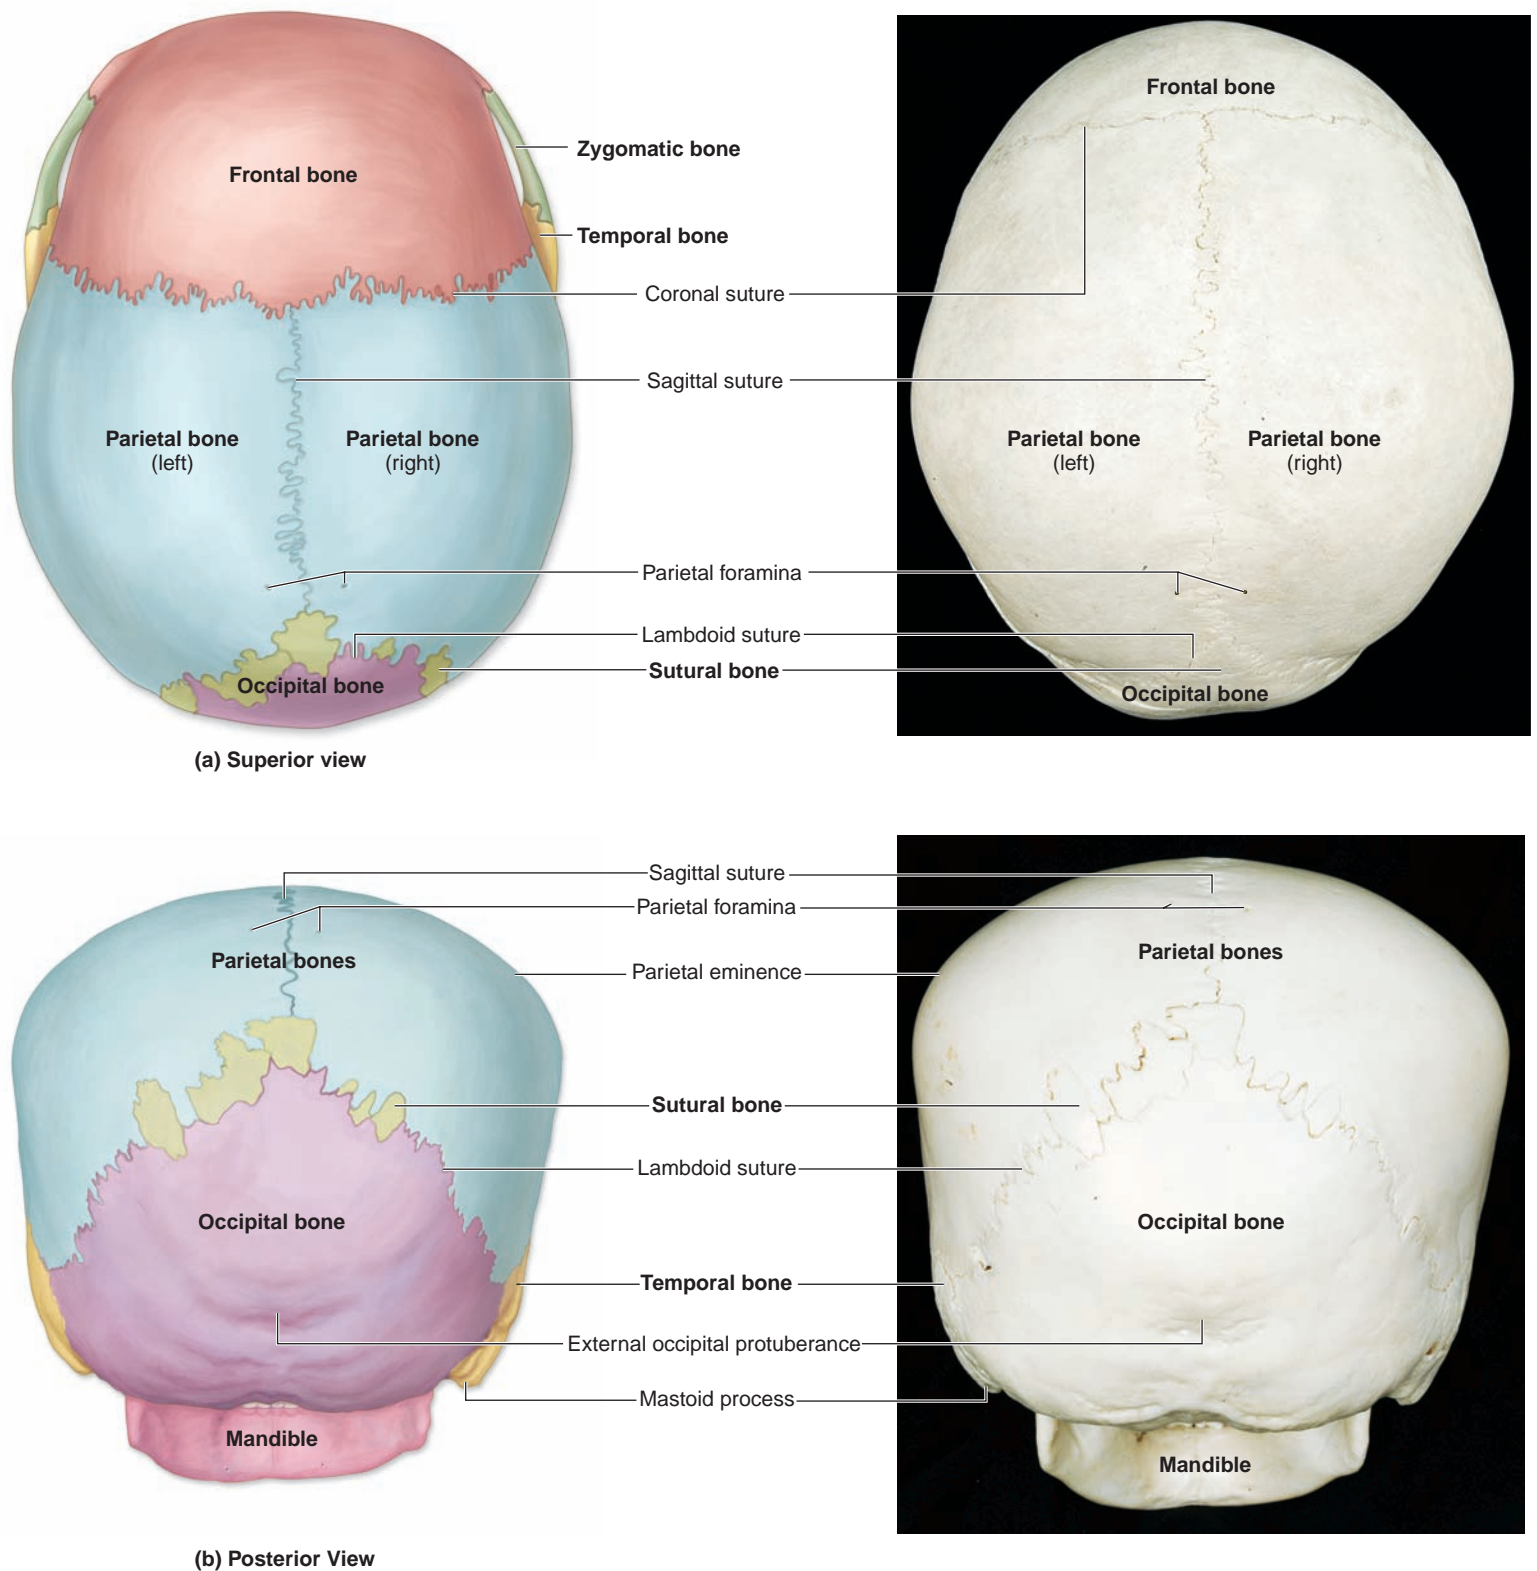 Frontal bone
Frontal bone
Zygomatic bone
Temporal bone
Coronal suture
Sagittal suture
Parietal bone
(left)
Parietal bone
(right)
Parietal bone
(left)
Parietal bone
(right)
Parietal foramina
Lambdoid suture
Sutural bone
Occipital bone
Occipital bone
(a) Superior view
Sagittal suture
Parietal foramina
Parietal bones
Parietal bones
Parietal eminence
Sutural bone
Lambdoid suture
Occipital bone
Occipital bone
Temporal bone
External occipital protuberance
Mastoid process
Mandible
Mandible
(b) Posterior View